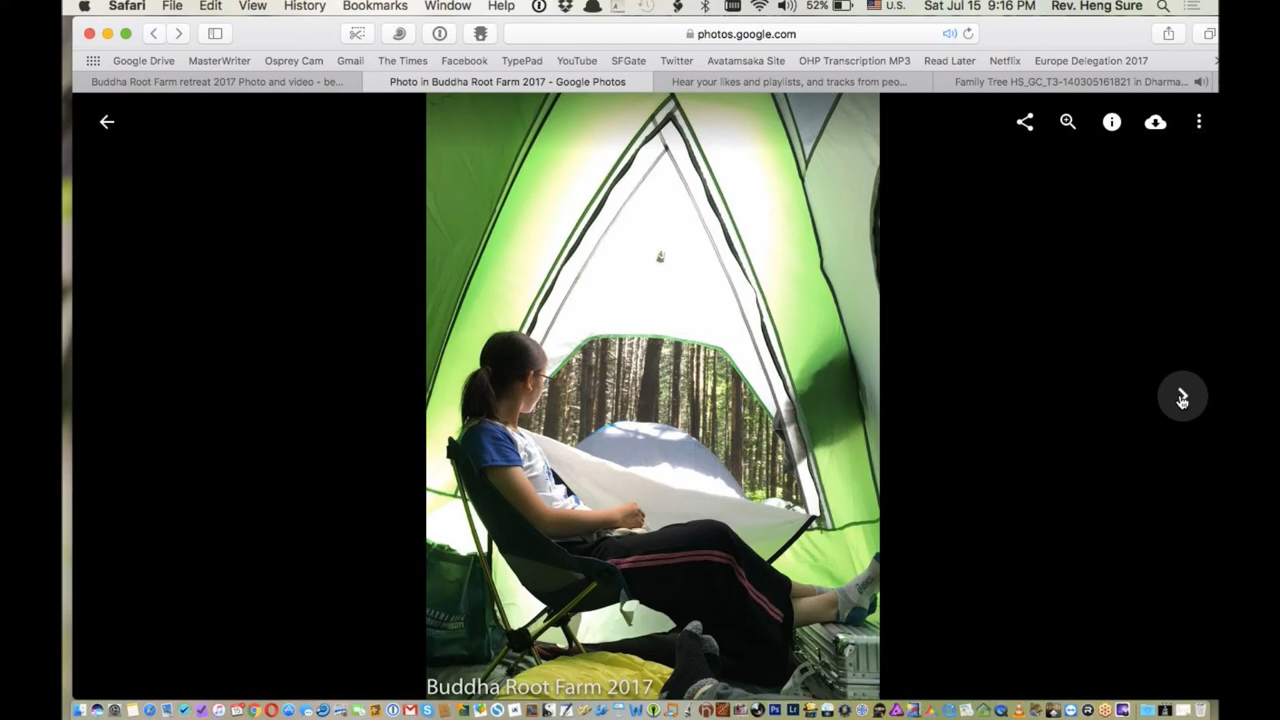 Safari File Edit View History Bookmarks Window Help 52% U.S. Sat Jul 15 9:16 PM Rev. Heng Sure
photos.google.com
Google Drive MasterWriter Osprey Cam Gmail The Times Facebook TypePad YouTube SFGate Twitter Avatamsaka Site OHP Transcription MP3 Read Later Netflix Europe Delegation 2017
Buddha Root Farm retreat 2017 Photo and video - be... Photo in Buddha Root Farm 2017 - Google Photos Hear your likes and playlists, and tracks from peo... Family Tree HS_GC_T3-140305161821 in Dharma...
Buddha Root Farm 2017